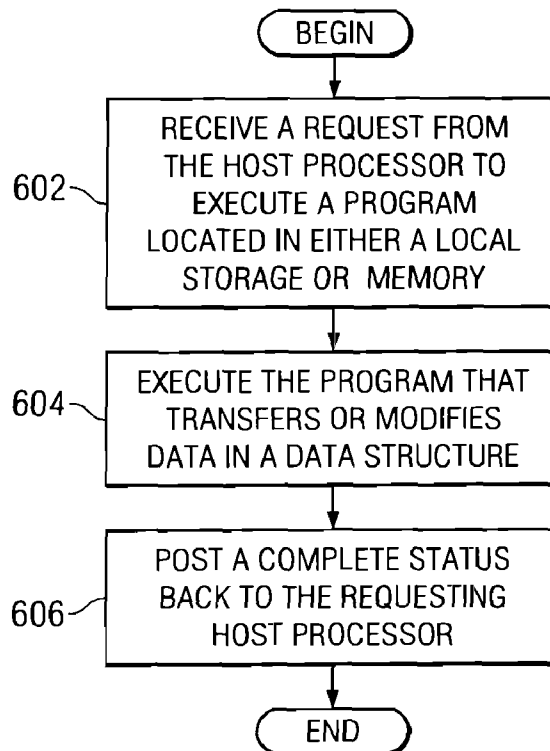 BEGIN
602
RECEIVE A REQUEST FROM
THE HOST PROCESSOR TO
EXECUTE A PROGRAM
LOCATED IN EITHER A LOCAL
STORAGE OR MEMORY
604
EXECUTE THE PROGRAM THAT
TRANSFERS OR MODIFIES
DATA IN A DATA STRUCTURE
606
POST A COMPLETE STATUS
BACK TO THE REQUESTING
HOST PROCESSOR
END